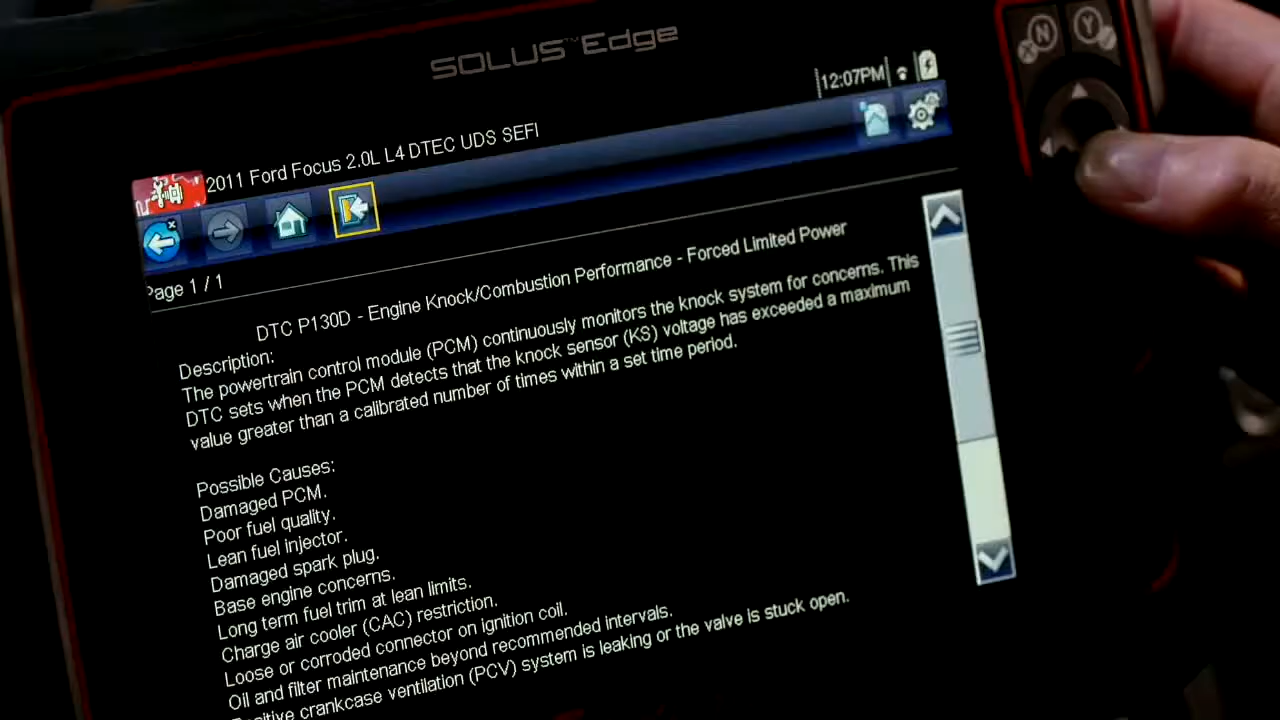 SOLUS™ Edge
N
X
Y
✓
12:07PM
2011 Ford Focus 2.0L L4 DTEC UDS SEFI
Page 1 / 1
DTC P130D - Engine Knock/Combustion Performance - Forced Limited Power
Description:
The powertrain control module (PCM) continuously monitors the knock system for concerns. This
DTC sets when the PCM detects that the knock sensor (KS) voltage has exceeded a maximum
value greater than a calibrated number of times within a set time period.
Possible Causes:
Damaged PCM.
Poor fuel quality.
Lean fuel injector.
Damaged spark plug.
Base engine concerns.
Long term fuel trim at lean limits.
Charge air cooler (CAC) restriction.
Loose or corroded connector on ignition coil.
Oil and filter maintenance beyond recommended intervals.
Positive crankcase ventilation (PCV) system is leaking or the valve is stuck open.